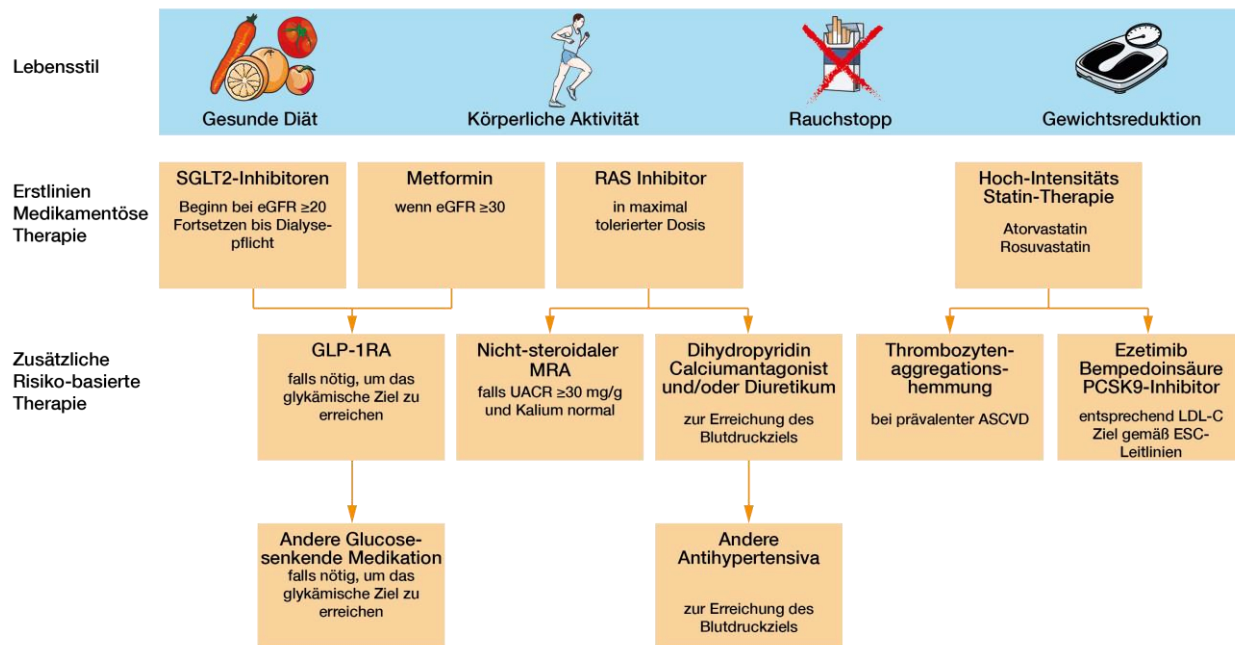 Lebensstil
Gesunde Diät
Körperliche Aktivität
Rauchstopp
Gewichtsreduktion
Erstlinien
Medikamentöse
Therapie
SGLT2-Inhibitoren
Beginn bei eGFR ≥20
Fortsetzen bis Dialyse-
pflicht
Metformin
wenn eGFR ≥30
RAS Inhibitor
in maximal
tolerierter Dosis
Hoch-Intensitäts
Statin-Therapie
Atorvastatin
Rosuvastatin
Zusätzliche
Risiko-basierte
Therapie
GLP-1RA
falls nötig, um das
glykämische Ziel zu
erreichen
Nicht-steroidaler
MRA
falls UACR ≥30 mg/g
und Kalium normal
Dihydropyridin
Calciumantagonist
und/oder Diuretikum
zur Erreichung des
Blutdruckziels
Thrombozyten-
aggregations-
hemmung
bei prävalenter ASCVD
Ezetimib
Bempedoinsäure
PCSK9-Inhibitor
entsprechend LDL-C
Ziel gemäß ESC-
Leitlinien
Andere Glucose-
senkende Medikation
falls nötig, um das
glykämische Ziel zu
erreichen
Andere
Antihypertensiva
zur Erreichung des
Blutdruckziels